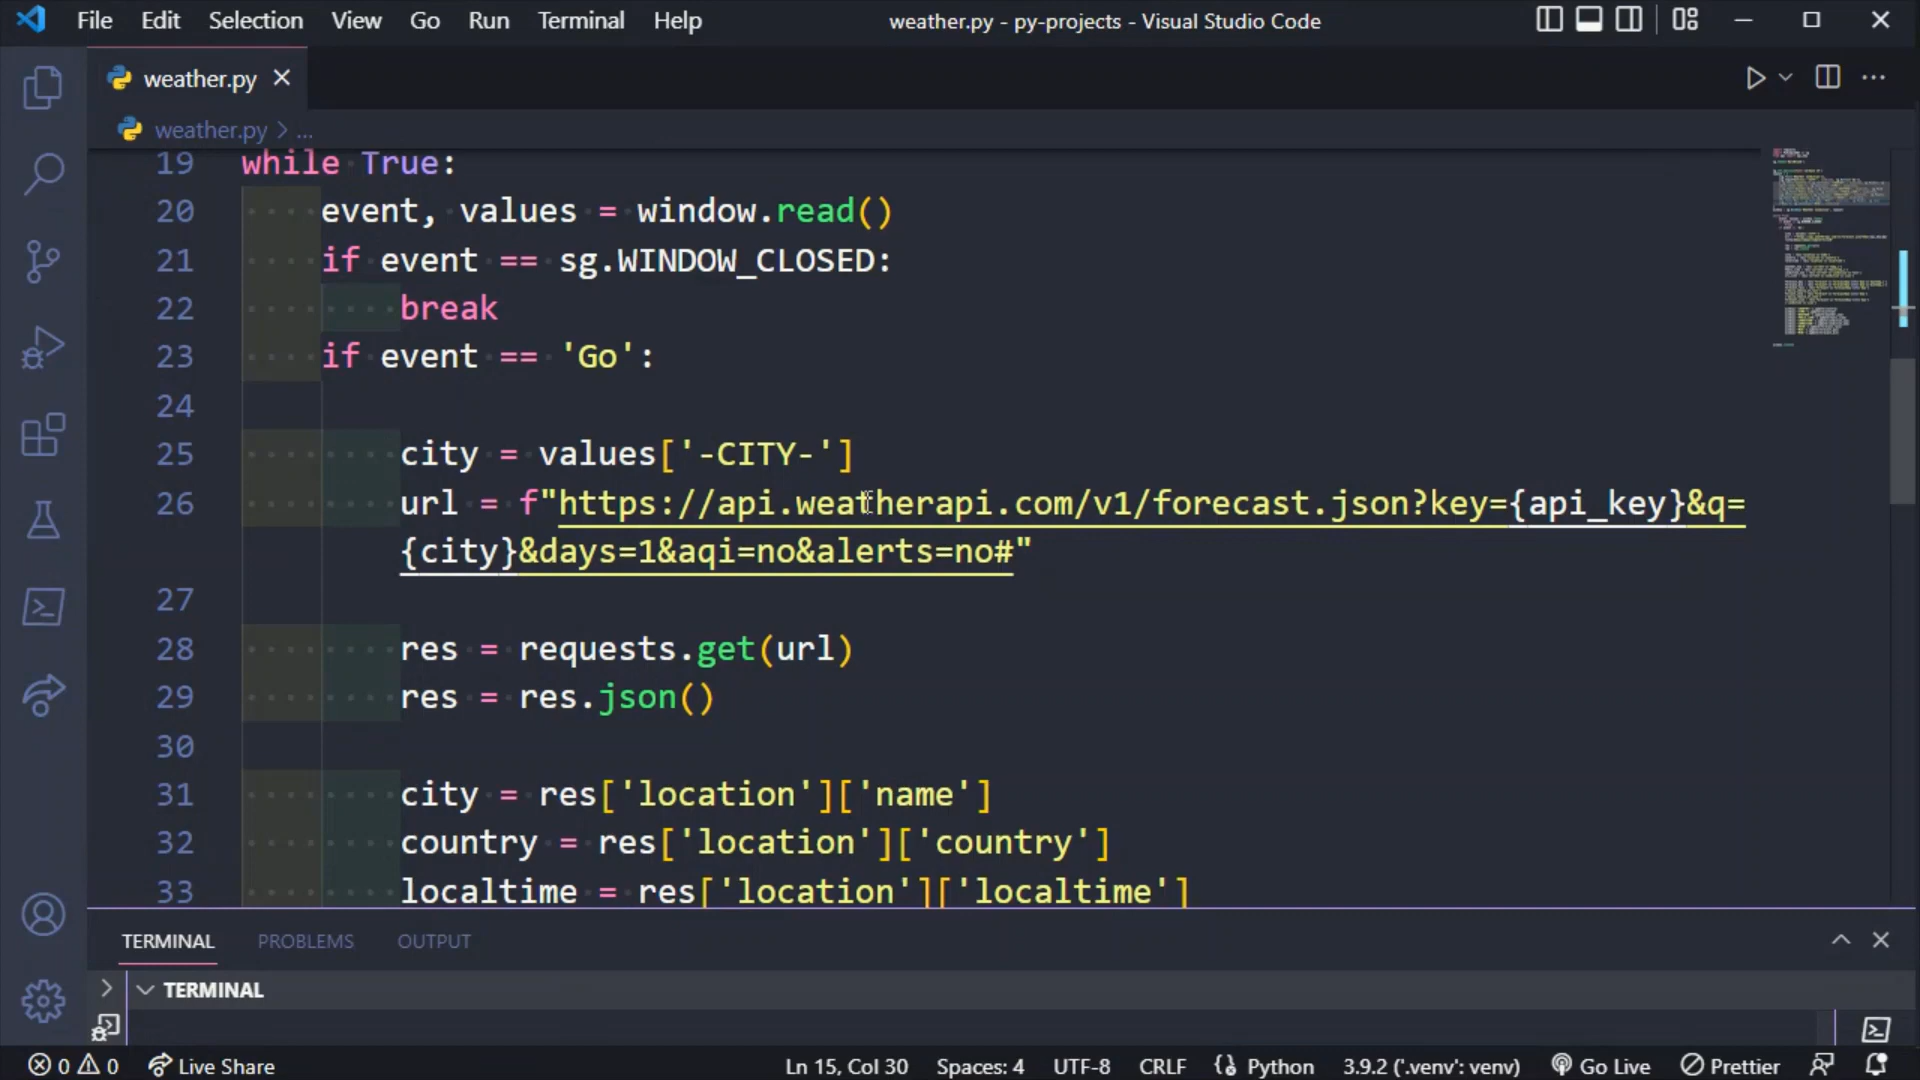 File Edit Selection View Go Run Terminal Help weather.py - py-projects - Visual Studio Code
weather.py
weather.py > ...
19 while True:
20 event, values = window.read()
21 if event == sg.WINDOW_CLOSED:
22 break
23 if event == 'Go':
24
25 city = values['-CITY-']
26 url = f"https://api.weatherapi.com/v1/forecast.json?key={api_key}&q=
{city}&days=1&aqi=no&alerts=no#"
27
28 res = requests.get(url)
29 res = res.json()
30
31 city = res['location']['name']
32 country = res['location']['country']
33 localtime = res['location']['localtime']
TERMINAL PROBLEMS OUTPUT
TERMINAL
0 0 Live Share Ln 15, Col 30 Spaces: 4 UTF-8 CRLF Python 3.9.2 ('.venv': venv) Go Live Prettier